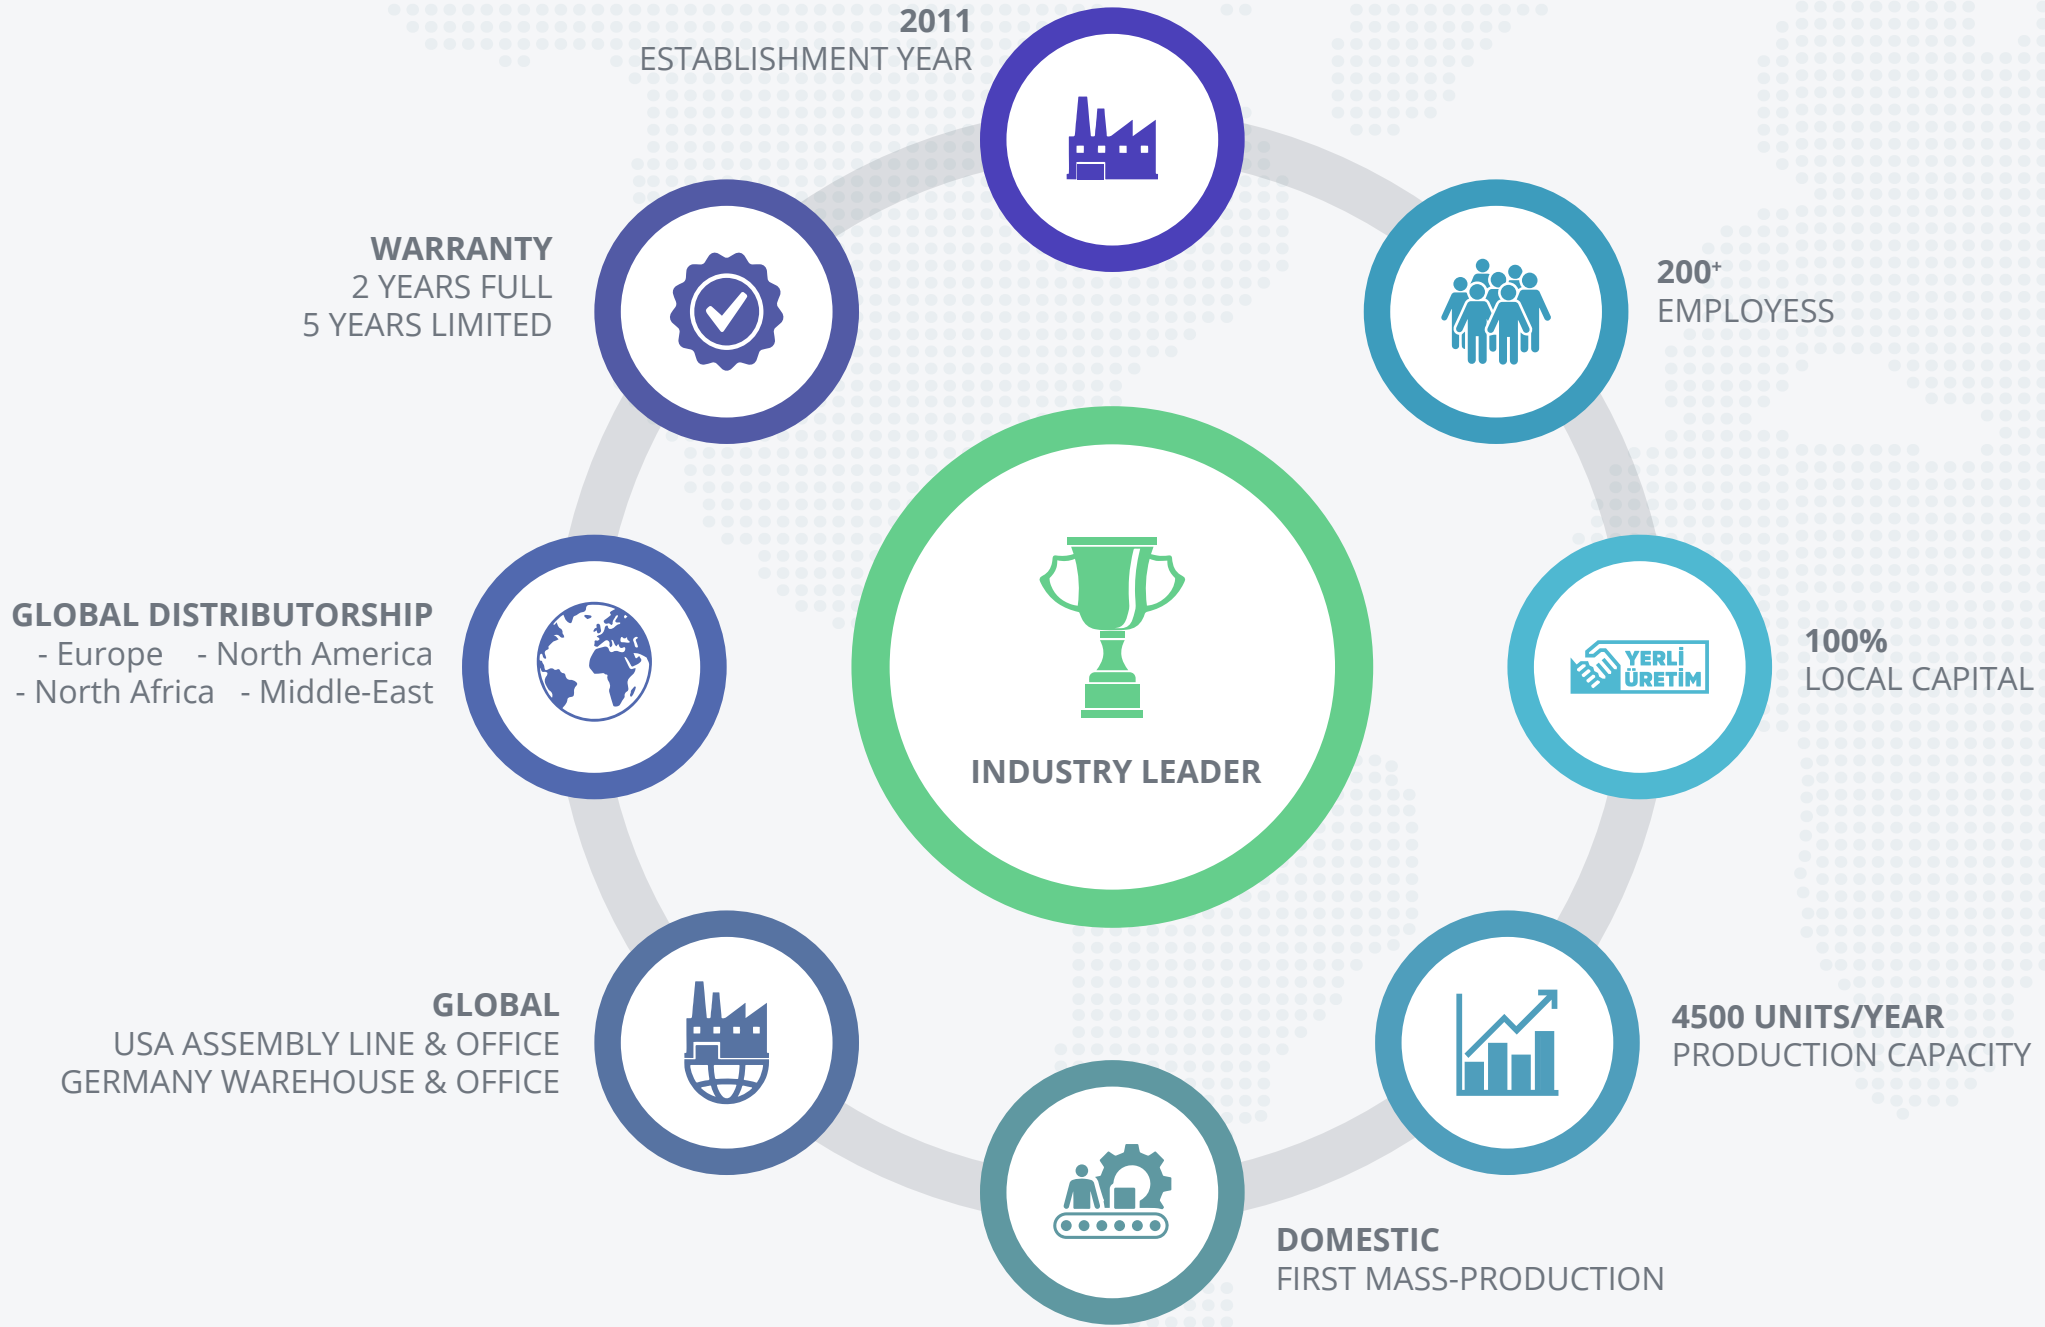 2011
ESTABLISHMENT YEAR
200+
EMPLOYESS
YERLİ
ÜRETİM
100%
LOCAL CAPITAL
4500 UNITS/YEAR
PRODUCTION CAPACITY
DOMESTIC
FIRST MASS-PRODUCTION
GLOBAL
USA ASSEMBLY LINE & OFFICE
GERMANY WAREHOUSE & OFFICE
GLOBAL DISTRIBUTORSHIP
- Europe - North America
- North Africa - Middle-East
WARRANTY
2 YEARS FULL
5 YEARS LIMITED
INDUSTRY LEADER